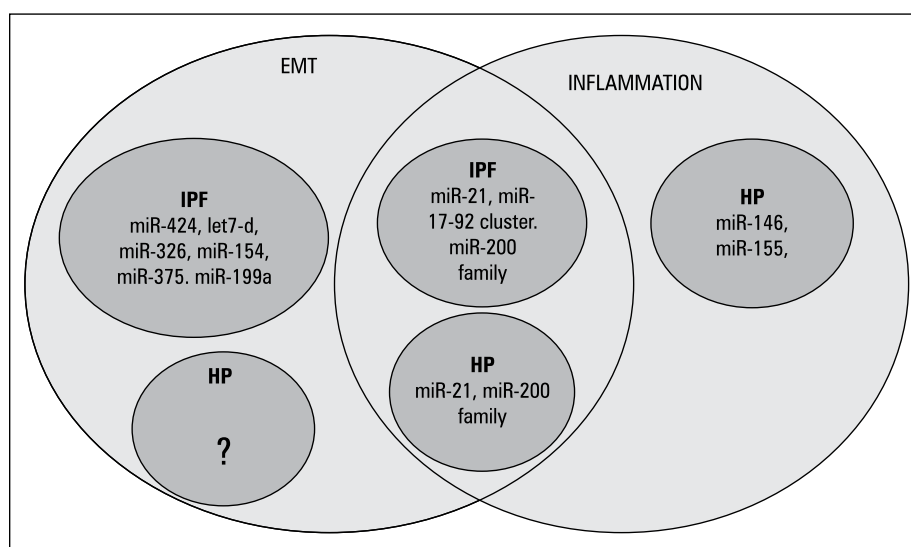 EMT
INFLAMMATION
IPF
miR-424, let7-d,
miR-326, miR-154,
miR-375. miR-199a
IPF
miR-21, miR-
17-92 cluster.
miR-200
family
HP
miR-146,
miR-155,
HP
?
HP
miR-21, miR-200
family